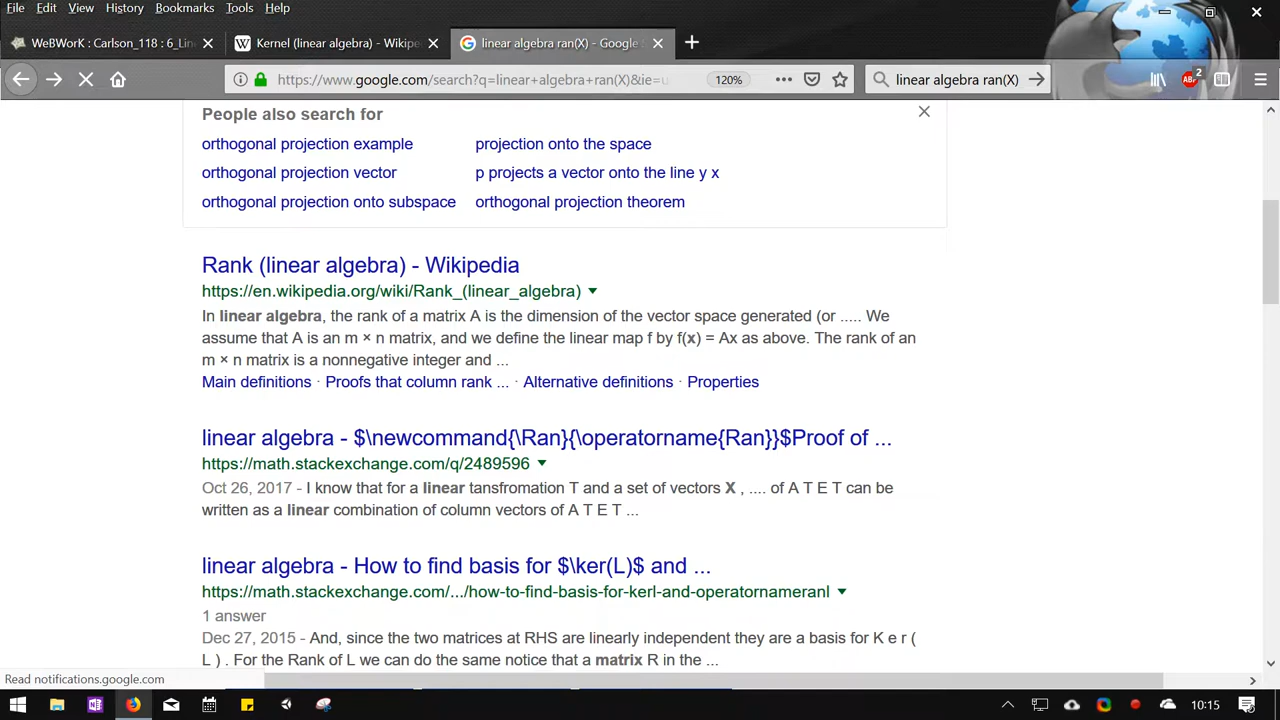 File Edit View History Bookmarks Tools Help
WeBWorK : Carlson_118 : 6_Lin
Kernel (linear algebra) - Wikipe
linear algebra ran(X) - Google
https://www.google.com/search?q=linear+algebra+ran(X)&ie=u
120%
linear algebra ran(X)
ABP
2
People also search for
orthogonal projection example
projection onto the space
orthogonal projection vector
p projects a vector onto the line y x
orthogonal projection onto subspace
orthogonal projection theorem
Rank (linear algebra) - Wikipedia
https://en.wikipedia.org/wiki/Rank_(linear_algebra)
In linear algebra, the rank of a matrix A is the dimension of the vector space generated (or ..... We
assume that A is an m × n matrix, and we define the linear map f by f(x) = Ax as above. The rank of an
m × n matrix is a nonnegative integer and ...
Main definitions · Proofs that column rank ... · Alternative definitions · Properties
linear algebra - $\newcommand{\Ran}{\operatorname{Ran}}$Proof of ...
https://math.stackexchange.com/q/2489596
Oct 26, 2017 - I know that for a linear tansfromation T and a set of vectors X , .... of A T E T can be
written as a linear combination of column vectors of A T E T ...
linear algebra - How to find basis for $\ker(L)$ and ...
https://math.stackexchange.com/.../how-to-find-basis-for-kerl-and-operatornameranl
1 answer
Dec 27, 2015 - And, since the two matrices at RHS are linearly independent they are a basis for K e r (
L ) . For the Rank of L we can do the same notice that a matrix R in the ...
Read notifications.google.com
10:15